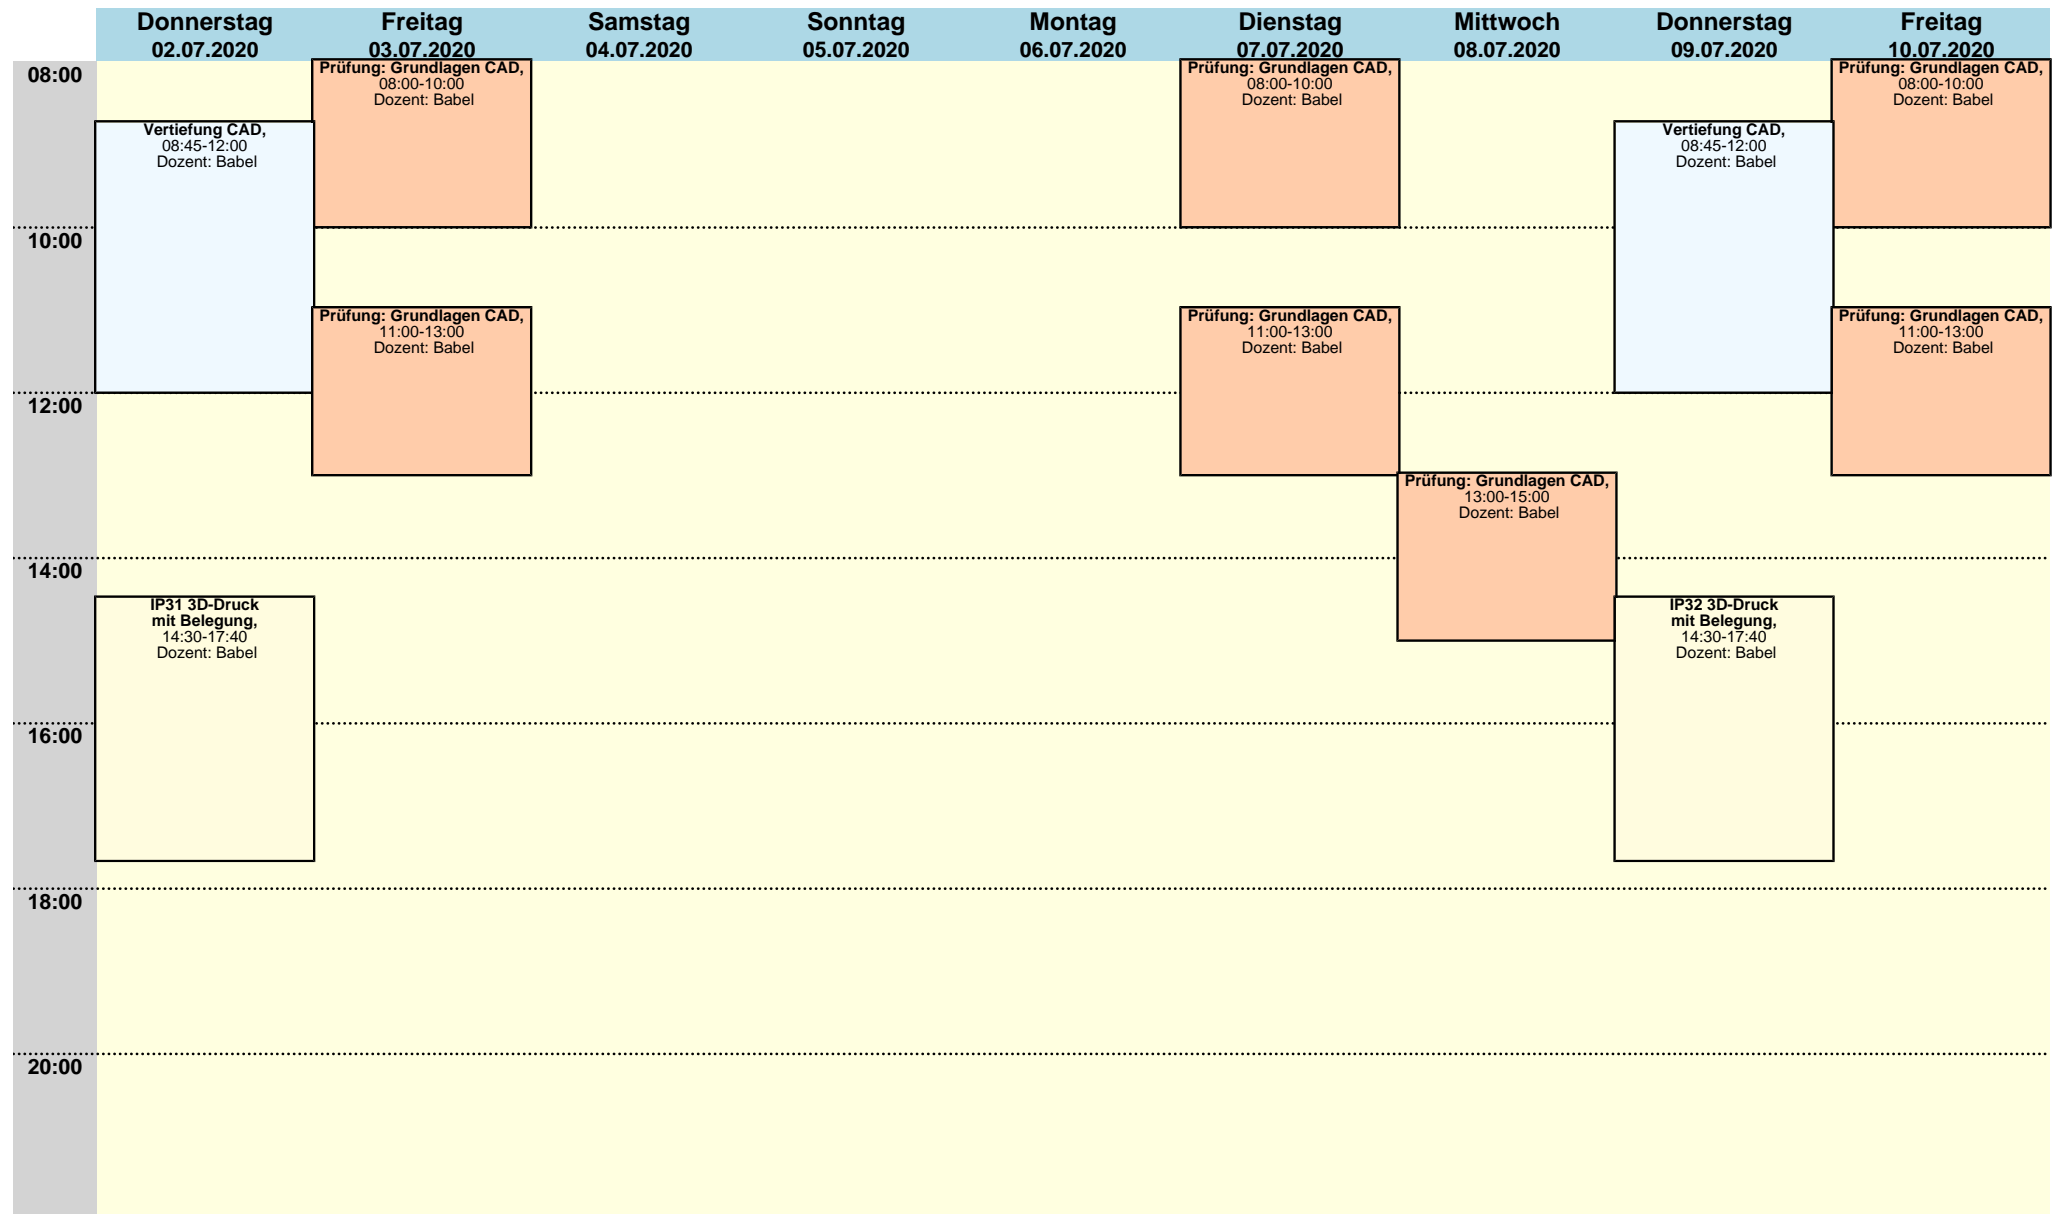 Donnerstag
02.07.2020
Freitag
03.07.2020
Samstag
04.07.2020
Sonntag
05.07.2020
Montag
06.07.2020
Dienstag
07.07.2020
Mittwoch
08.07.2020
Donnerstag
09.07.2020
Freitag
10.07.2020
08:00
10:00
12:00
14:00
16:00
18:00
20:00
Vertiefung CAD,
08:45-12:00
Dozent: Babel
IP31 3D-Druck
mit Belegung,
14:30-17:40
Dozent: Babel
Prüfung: Grundlagen CAD,
08:00-10:00
Dozent: Babel
Prüfung: Grundlagen CAD,
11:00-13:00
Dozent: Babel
Prüfung: Grundlagen CAD,
08:00-10:00
Dozent: Babel
Prüfung: Grundlagen CAD,
11:00-13:00
Dozent: Babel
Prüfung: Grundlagen CAD,
13:00-15:00
Dozent: Babel
Vertiefung CAD,
08:45-12:00
Dozent: Babel
IP32 3D-Druck
mit Belegung,
14:30-17:40
Dozent: Babel
Prüfung: Grundlagen CAD,
08:00-10:00
Dozent: Babel
Prüfung: Grundlagen CAD,
11:00-13:00
Dozent: Babel